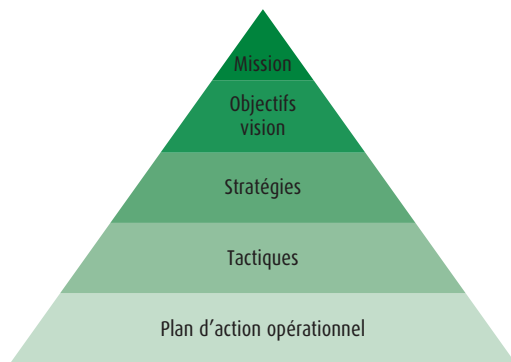 Mission
Objectifs
vision
Stratégies
Tactiques
Plan d’action opérationnel